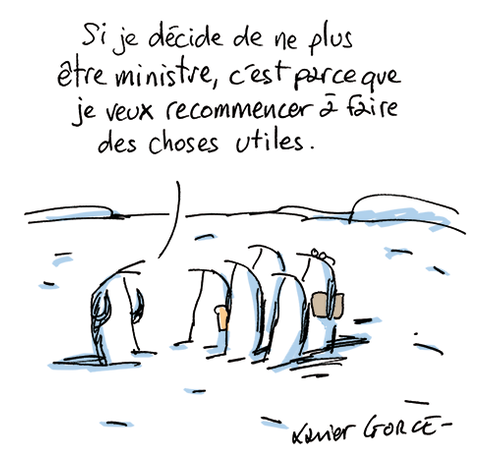 Si je décide de ne plus
être ministre, c'est parce que
je veux recommencer à faire
des choses utiles.
Xavier GORCE